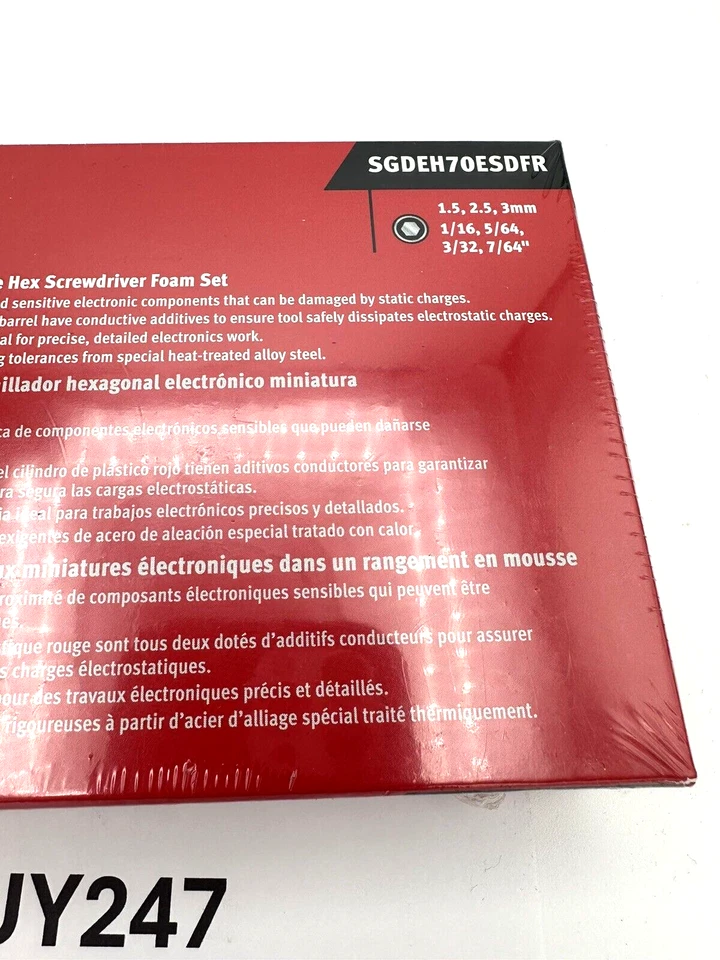 SGDEH70ESDFR
1.5, 2.5, 3mm
1/16, 5/64,
3/32, 7/64"
e Hex Screwdriver Foam Set
d sensitive electronic components that can be damaged by static charges.
barrel have conductive additives to ensure tool safely dissipates electrostatic charges.
al for precise, detailed electronics work.
g tolerances from special heat-treated alloy steel.
illador hexagonal electrónico miniatura
ca de componentes electrónicos sensibles que pueden dañarse
el cilindro de plástico rojo tienen aditivos conductores para garantizar
ra segura las cargas electrostáticas.
ia ideal para trabajos electrónicos precisos y detallados.
exigentes de acero de aleación especial tratado con calor.
ux miniatures électroniques dans un rangement en mousse
roximité de composants électroniques sensibles qui peuvent être
es.
tique rouge sont tous deux dotés d'additifs conducteurs pour assurer
s charges électrostatiques.
pour des travaux électroniques précis et détaillés.
rigoureuses à partir d'acier d'alliage spécial traité thermiquement.
UY247